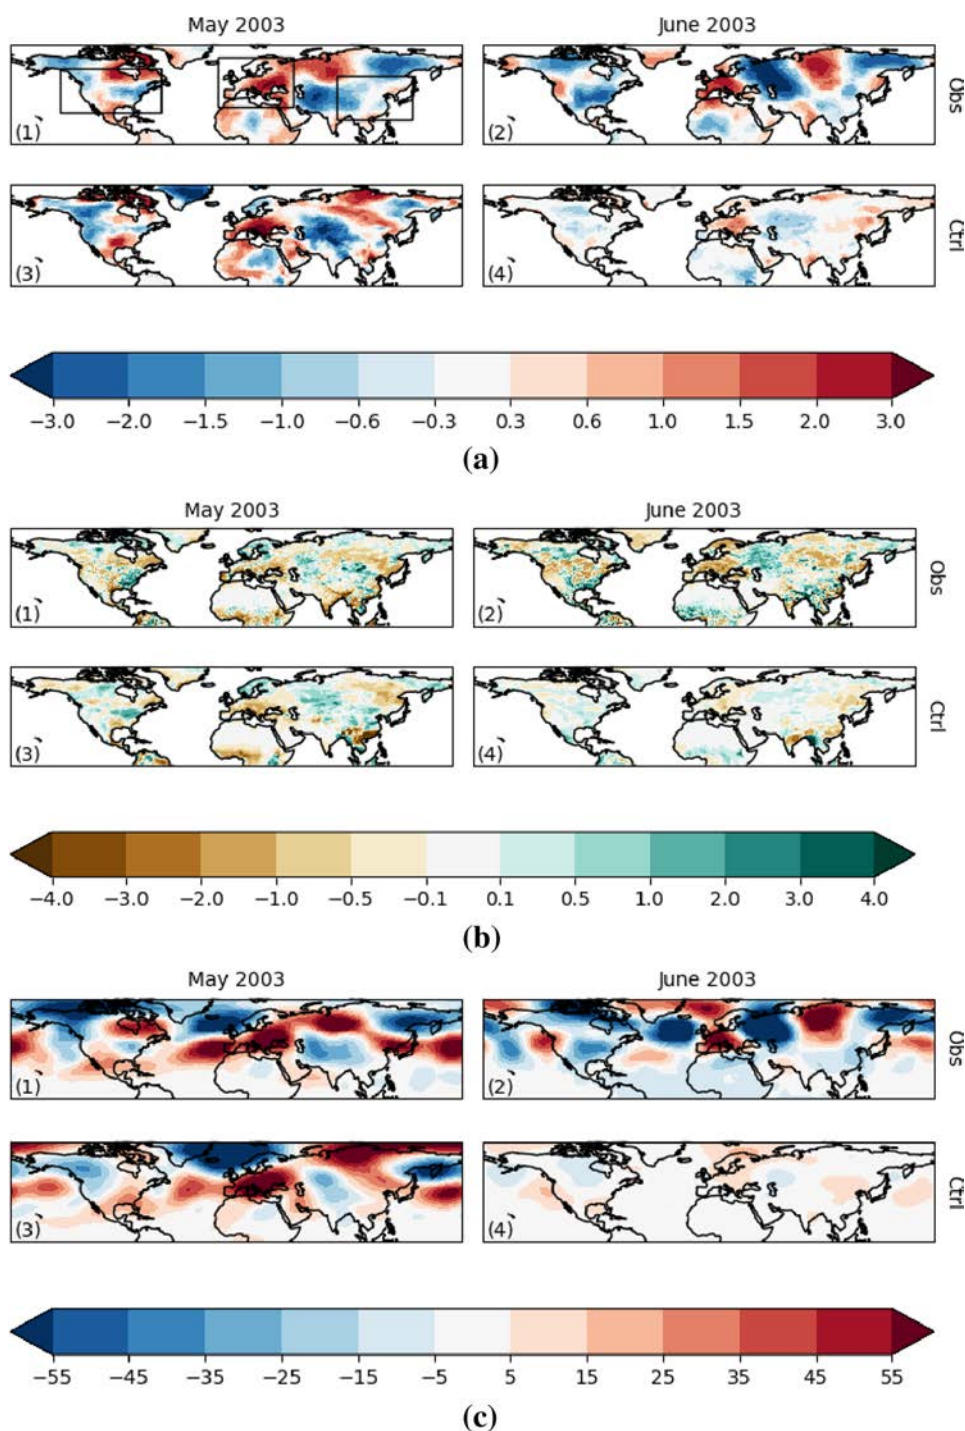 May 2003 June 2003
(1) (2) Obs
(3) (4) Ctrl
−3.0 −2.0 −1.5 −1.0 −0.6 −0.3 0.3 0.6 1.0 1.5 2.0 3.0
(a)
May 2003 June 2003
(1) (2) Obs
(3) (4) Ctrl
−4.0 −3.0 −2.0 −1.0 −0.5 −0.1 0.1 0.5 1.0 2.0 3.0 4.0
(b)
May 2003 June 2003
(1) (2) Obs
(3) (4) Ctrl
−55 −45 −35 −25 −15 −5 5 15 25 35 45 55
(c)